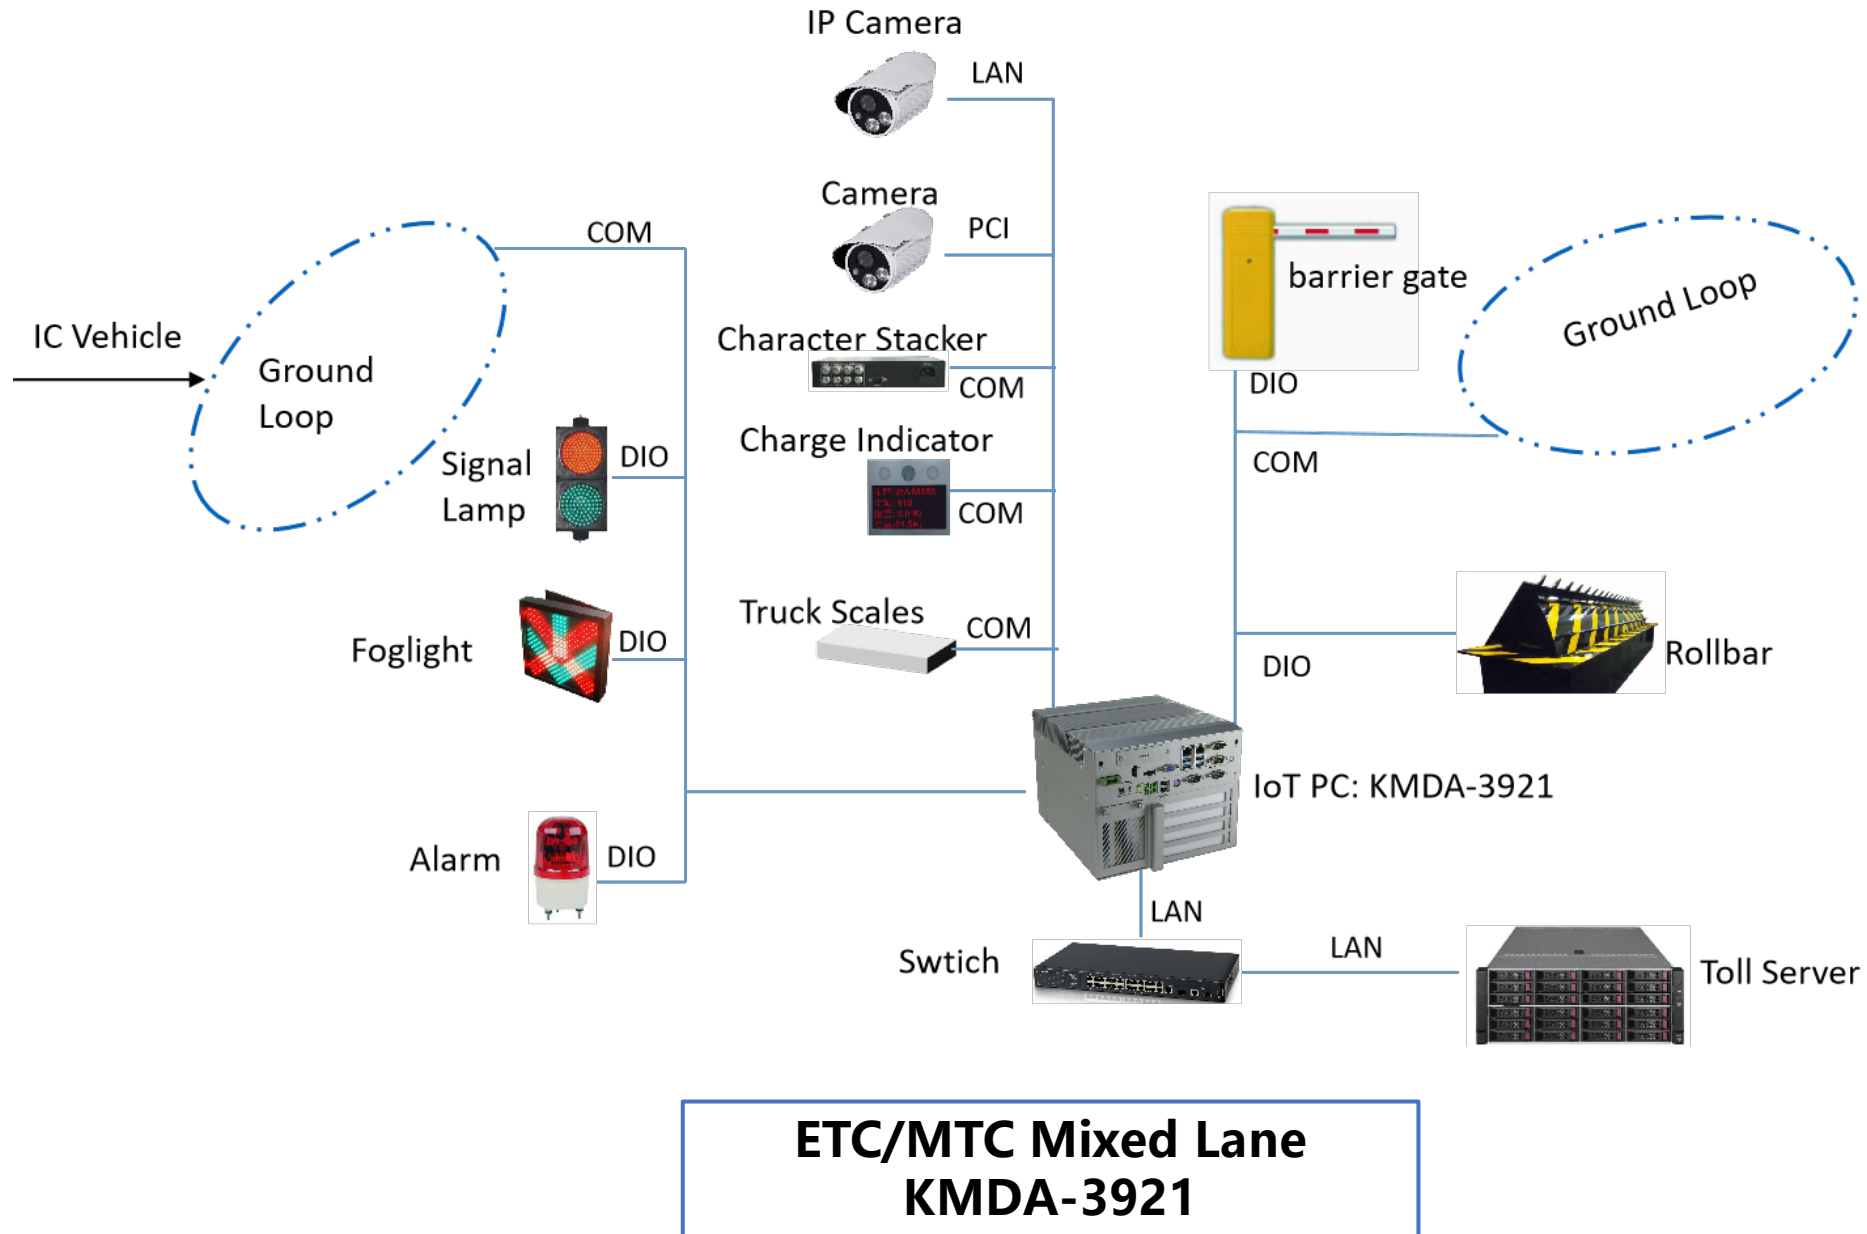 IP Camera
LAN
Camera
PCI
COM
barrier gate
Ground Loop
IC Vehicle
Character Stacker
Ground
Loop
COM
DIO
Charge Indicator
COM
Signal
Lamp
DIO
COM
Truck Scales
COM
Foglight
DIO
DIO
Rollbar
IoT PC: KMDA-3921
Alarm
DIO
LAN
Swtich
LAN
Toll Server
ETC/MTC Mixed Lane
KMDA-3921